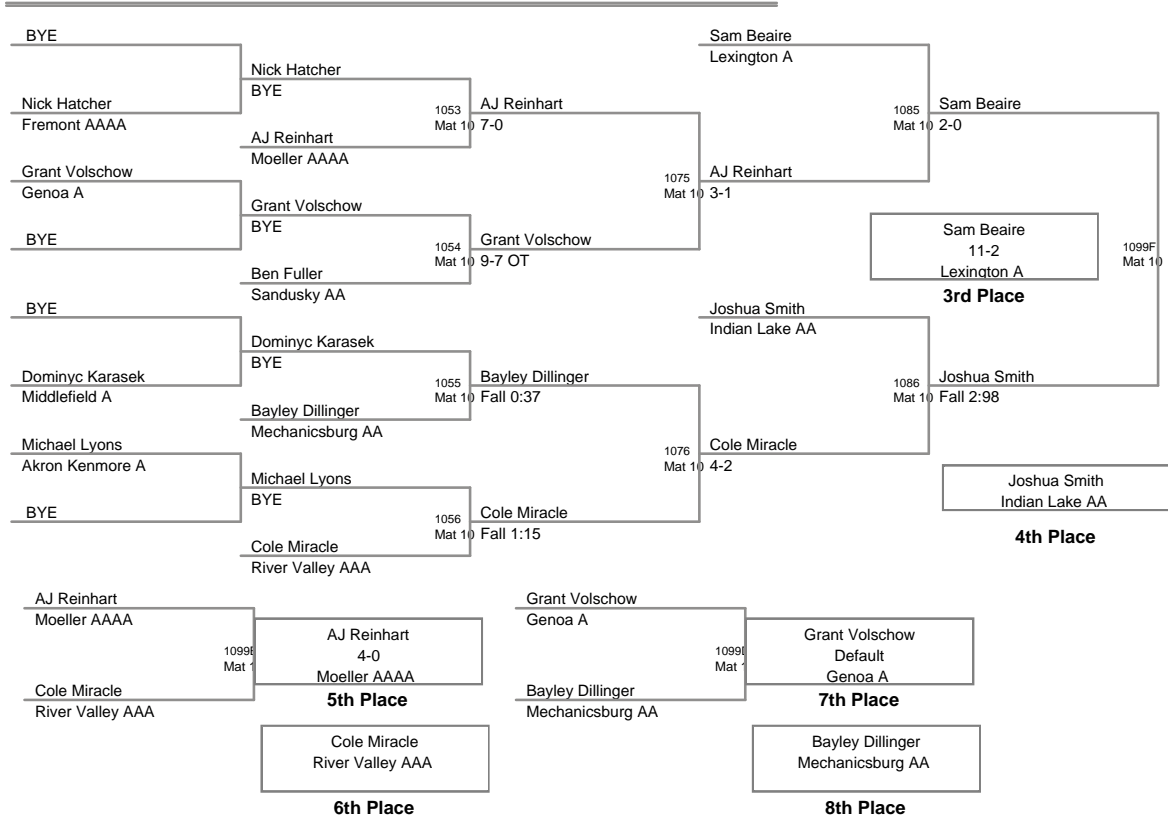 BYE
Sam Beaire
Lexington A
Nick Hatcher
BYE
Nick Hatcher
Fremont AAAA
1053
Mat 10
AJ Reinhart
7-0
1085
Mat 10
Sam Beaire
2-0
AJ Reinhart
Moeller AAAA
Grant Volschow
Genoa A
1075
Mat 10
AJ Reinhart
3-1
Grant Volschow
BYE
BYE
1054
Mat 10
Grant Volschow
9-7 OT
Sam Beaire
11-2
Lexington A
3rd Place
1099F
Mat 10
Ben Fuller
Sandusky AA
BYE
Joshua Smith
Indian Lake AA
Dominyc Karasek
BYE
Dominyc Karasek
Middlefield A
1055
Mat 10
Bayley Dillinger
Fall 0:37
1086
Mat 10
Joshua Smith
Fall 2:98
Bayley Dillinger
Mechanicsburg AA
Michael Lyons
Akron Kenmore A
1076
Mat 10
Cole Miracle
4-2
Michael Lyons
BYE
Joshua Smith
Indian Lake AA
4th Place
BYE
1056
Mat 10
Cole Miracle
Fall 1:15
Cole Miracle
River Valley AAA
AJ Reinhart
Moeller AAAA
Mat
AJ Reinhart
4-0
Moeller AAAA
5th Place
Cole Miracle
River Valley AAA
Cole Miracle
River Valley AAA
6th Place
Grant Volschow
Genoa A
Mat
Grant Volschow
Default
Genoa A
7th Place
Bayley Dillinger
Mechanicsburg AA
Bayley Dillinger
Mechanicsburg AA
8th Place